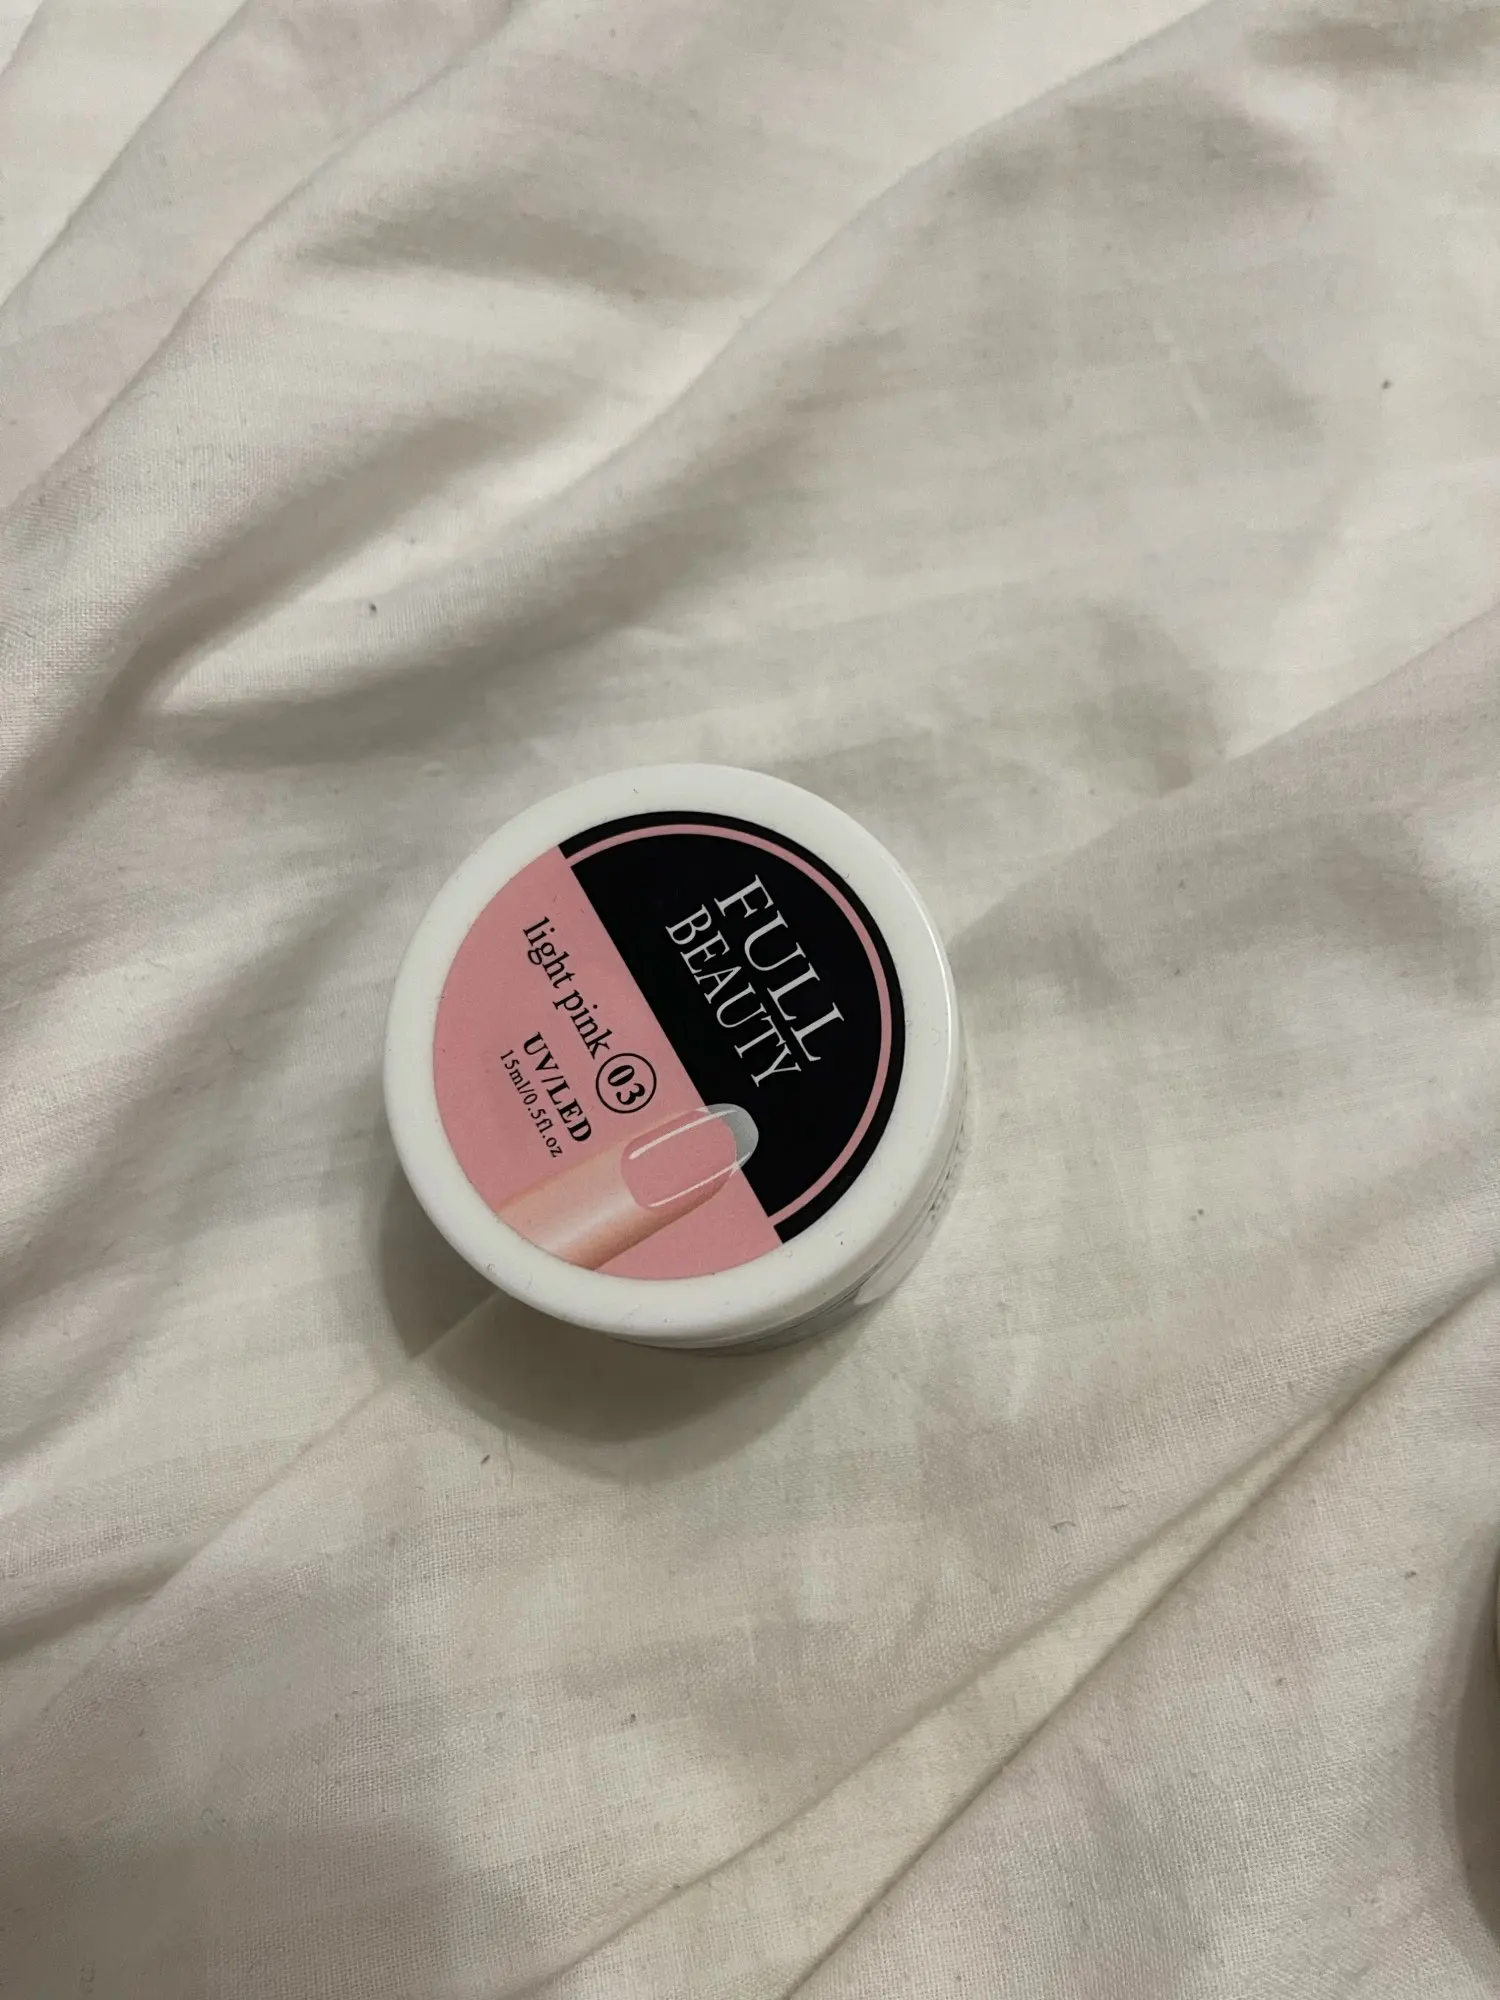 FULL
BEAUTY
light pink 03
UV/LED
15ml/0.5fl.oz